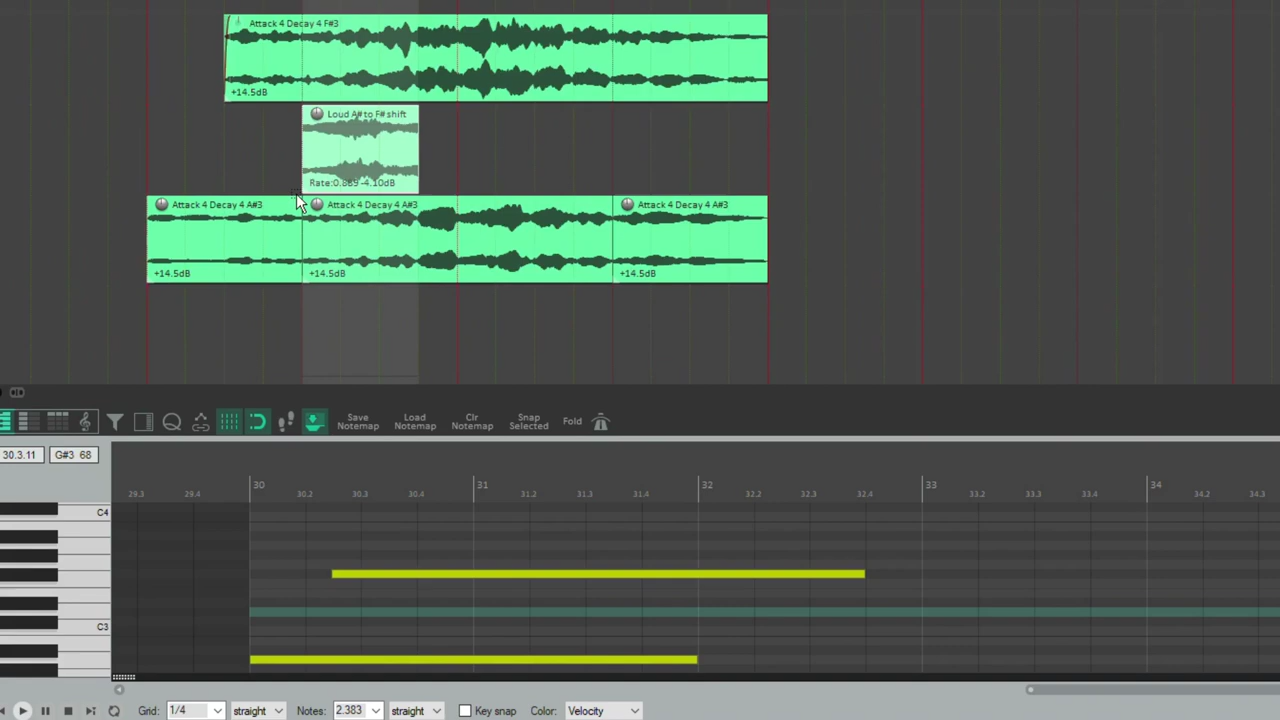 Attack 4 Decay 4 F#3
+14.5dB
Loud A# to F# shift
Rate:0.889 -4.10dB
Attack 4 Decay 4 A#3
Attack 4 Decay 4 A#3
Attack 4 Decay 4 A#3
+14.5dB
+14.5dB
+14.5dB
Save Notemap
Load Notemap
Clr Notemap
Snap Selected
Fold
30.3.11
G#3 68
30
31
32
33
34
29.3
29.4
30.2
30.3
30.4
31.2
31.3
31.4
32.2
32.3
32.4
33.2
33.3
33.4
34.2
34.3
C4
C3
Grid: 1/4 straight Notes: 2.383 straight Key snap Color: Velocity